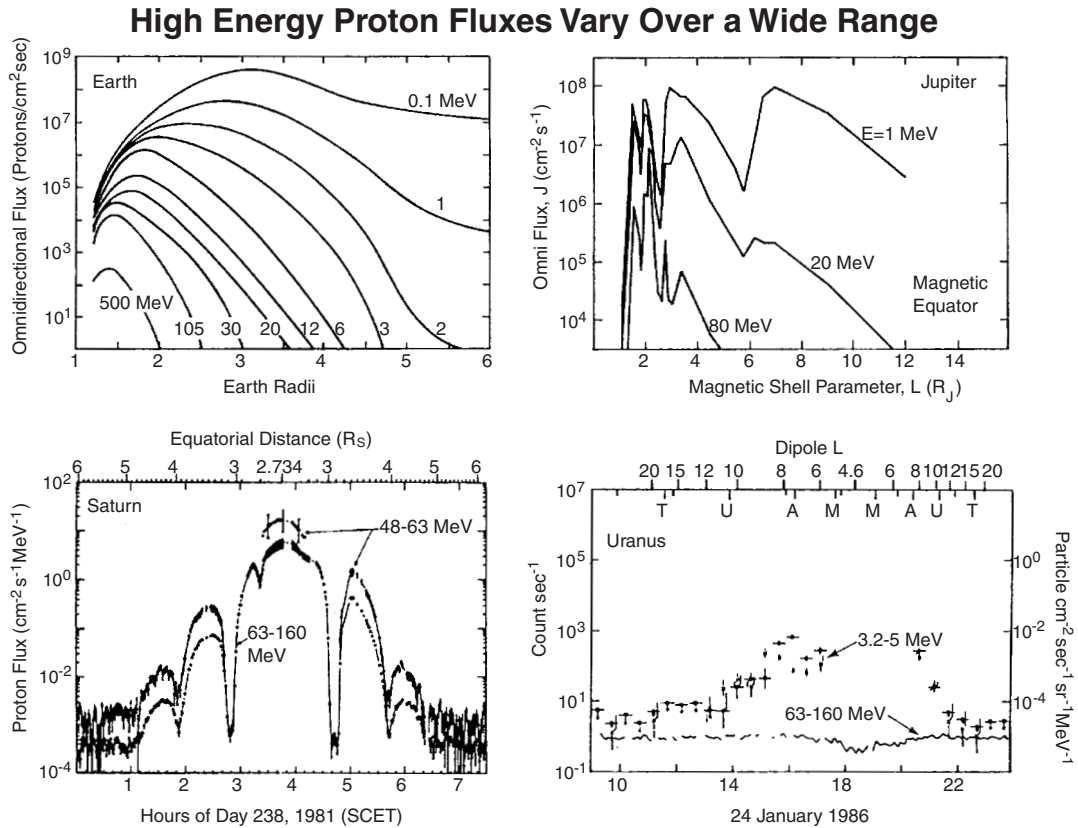 High Energy Proton Fluxes Vary Over a Wide Range
Omnidirectional Flux (Protons/cm²sec)
10⁹
10⁷
10⁵
10³
10¹
Earth
0.1 MeV
1
500 MeV
105
30
20
12
6
3
2
1 2 3 4 5 6
Earth Radii
Omni Flux, J (cm⁻² s⁻¹)
10⁸
10⁷
10⁶
10⁵
10⁴
Jupiter
E=1 MeV
20 MeV
Magnetic
Equator
80 MeV
2 4 6 8 10 12 14
Magnetic Shell Parameter, L (R_J)
Equatorial Distance (R_S)
6 5 4 3 2.734 3 4 5 6
Proton Flux (cm⁻² s⁻¹ MeV⁻¹)
10²
10⁰
10⁻²
10⁻⁴
Saturn
48-63 MeV
63-160
MeV
1 2 3 4 5 6 7
Hours of Day 238, 1981 (SCET)
Dipole L
20 15 12 10 8 6 4.6 6 8 10 12 15 20
T U A M M A U T
Count sec⁻¹
10⁷
10⁵
10³
10¹
10⁻¹
Uranus
3.2-5 MeV
63-160 MeV
10⁰
10⁻²
10⁻⁴
Particle cm⁻² sec⁻¹ sr⁻¹ MeV⁻¹
10 14 18 22
24 January 1986